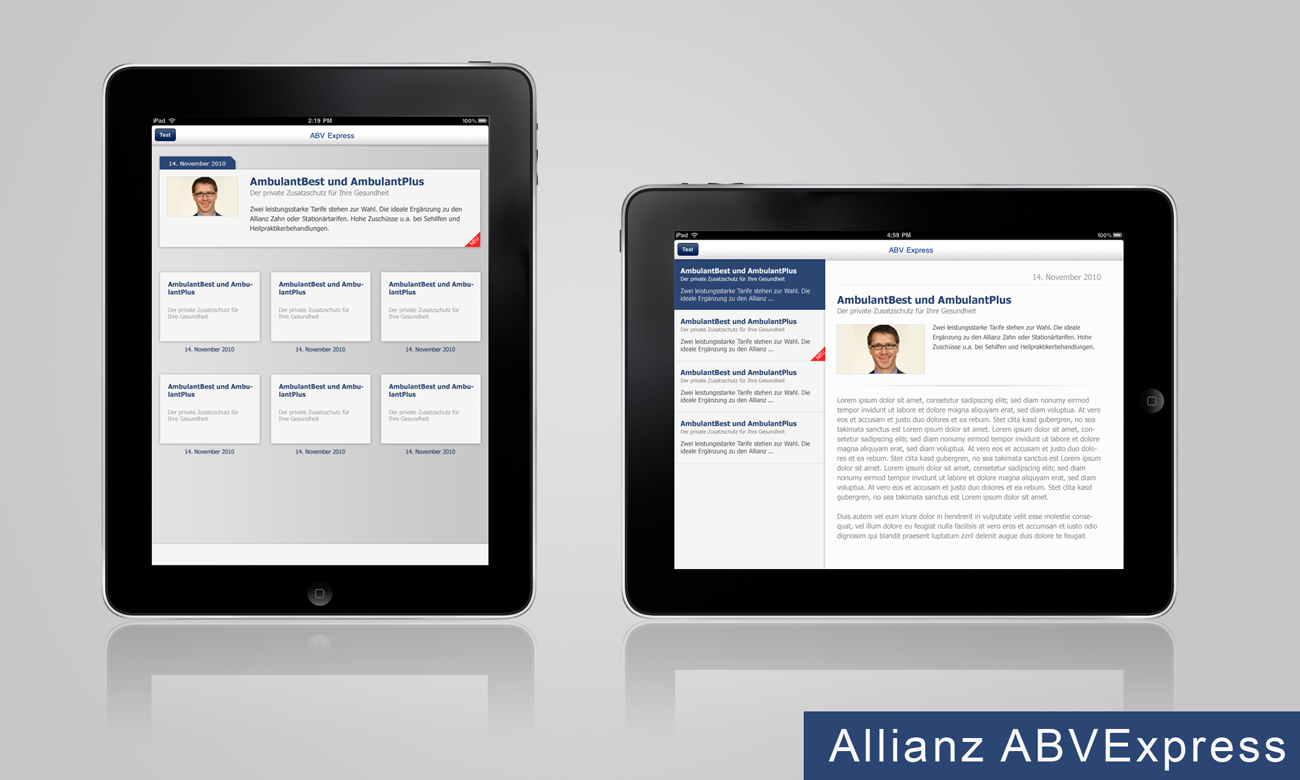 iPad 2:19 PM 100%
Test ABV Express
14. November 2010
AmbulantBest und AmbulantPlus
Der private Zusatzschutz für Ihre Gesundheit
Zwei leistungsstarke Tarife stehen zur Wahl. Die ideale Ergänzung zu den
Allianz Zahn oder Stationärtarifen. Hohe Zuschüsse u.a. bei Sehilfen und
Heilpraktikerbehandlungen.
NEU
AmbulantBest und Ambu-
lantPlus
Der private Zusatzschutz für
Ihre Gesundheit
14. November 2010
AmbulantBest und Ambu-
lantPlus
Der private Zusatzschutz für
Ihre Gesundheit
14. November 2010
AmbulantBest und Ambu-
lantPlus
Der private Zusatzschutz für
Ihre Gesundheit
14. November 2010
AmbulantBest und Ambu-
lantPlus
Der private Zusatzschutz für
Ihre Gesundheit
14. November 2010
AmbulantBest und Ambu-
lantPlus
Der private Zusatzschutz für
Ihre Gesundheit
14. November 2010
AmbulantBest und Ambu-
lantPlus
Der private Zusatzschutz für
Ihre Gesundheit
14. November 2010
iPad 4:59 PM 100%
Test ABV Express
AmbulantBest und AmbulantPlus
Der private Zusatzschutz für Ihre Gesundheit
Zwei leistungsstarke Tarife stehen zur Wahl. Die
ideale Ergänzung zu den Allianz ...
AmbulantBest und AmbulantPlus
Der private Zusatzschutz für Ihre Gesundheit
Zwei leistungsstarke Tarife stehen zur Wahl. Die
ideale Ergänzung zu den Allianz ...
NEU
AmbulantBest und AmbulantPlus
Der private Zusatzschutz für Ihre Gesundheit
Zwei leistungsstarke Tarife stehen zur Wahl. Die
ideale Ergänzung zu den Allianz ...
AmbulantBest und AmbulantPlus
Der private Zusatzschutz für Ihre Gesundheit
Zwei leistungsstarke Tarife stehen zur Wahl. Die
ideale Ergänzung zu den Allianz ...
14. November 2010
AmbulantBest und AmbulantPlus
Der private Zusatzschutz für Ihre Gesundheit
Zwei leistungsstarke Tarife stehen zur Wahl. Die ideale
Ergänzung zu den Allianz Zahn oder Stationärtarifen. Hohe
Zuschüsse u.a. bei Sehilfen und Heilpraktikerbehandlungen.
Lorem ipsum dolor sit amet, consetetur sadipscing elitr, sed diam nonumy eirmod
tempor invidunt ut labore et dolore magna aliquyam erat, sed diam voluptua. At vero
eos et accusam et justo duo dolores et ea rebum. Stet clita kasd gubergren, no sea
takimata sanctus est Lorem ipsum dolor sit amet. Lorem ipsum dolor sit amet, con-
setetur sadipscing elitr, sed diam nonumy eirmod tempor invidunt ut labore et dolore
magna aliquyam erat, sed diam voluptua. At vero eos et accusam et justo duo dolo-
res et ea rebum. Stet clita kasd gubergren, no sea takimata sanctus est Lorem ipsum
dolor sit amet. Lorem ipsum dolor sit amet, consetetur sadipscing elitr, sed diam
nonumy eirmod tempor invidunt ut labore et dolore magna aliquyam erat, sed diam
voluptua. At vero eos et accusam et justo duo dolores et ea rebum. Stet clita kasd
gubergren, no sea takimata sanctus est Lorem ipsum dolor sit amet.
Duis autem vel eum iriure dolor in hendrerit in vulputate velit esse molestie conse-
quat, vel illum dolore eu feugiat nulla facilisis at vero eros et accumsan et iusto odio
dignissim qui blandit praesent luptatum zzril delenit augue duis dolore te feugait
Allianz ABVExpress